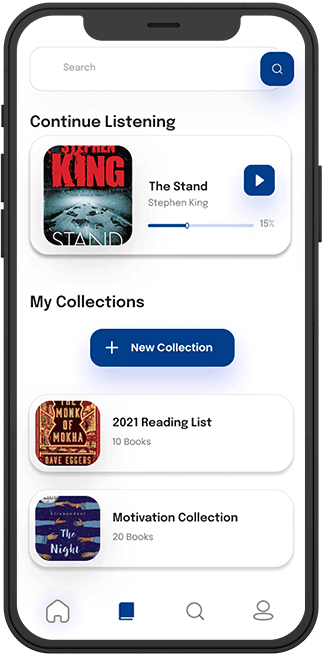 Search
Continue Listening
STEPHEN
KING
STAND
The Stand
Stephen King
15%
My Collections
New Collection
THE MONK
OF
MOKHA
DAVE EGGERS
2021 Reading List
10 Books
The
Night
Motivation Collection
20 Books